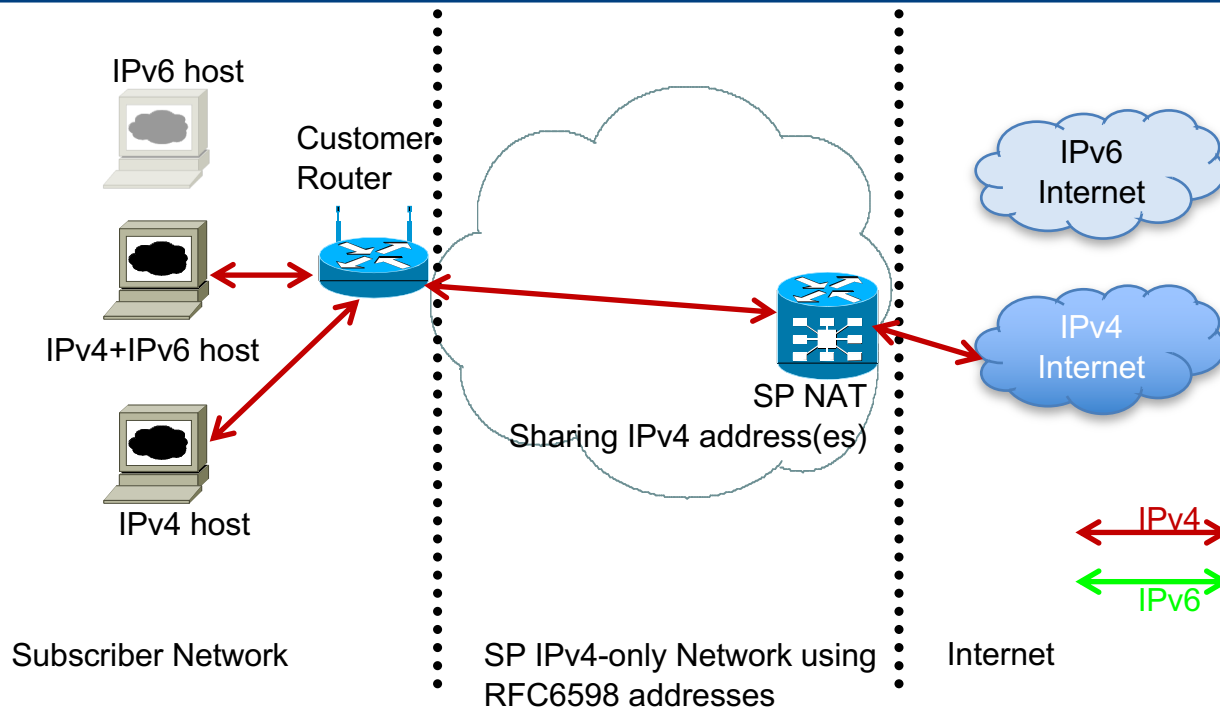 IPv6 host
Customer
Router
IPv6
Internet
IPv4+IPv6 host
IPv4
Internet
SP NAT
Sharing IPv4 address(es)
IPv4 host
IPv4
IPv6
Subscriber Network
SP IPv4-only Network using
RFC6598 addresses
Internet